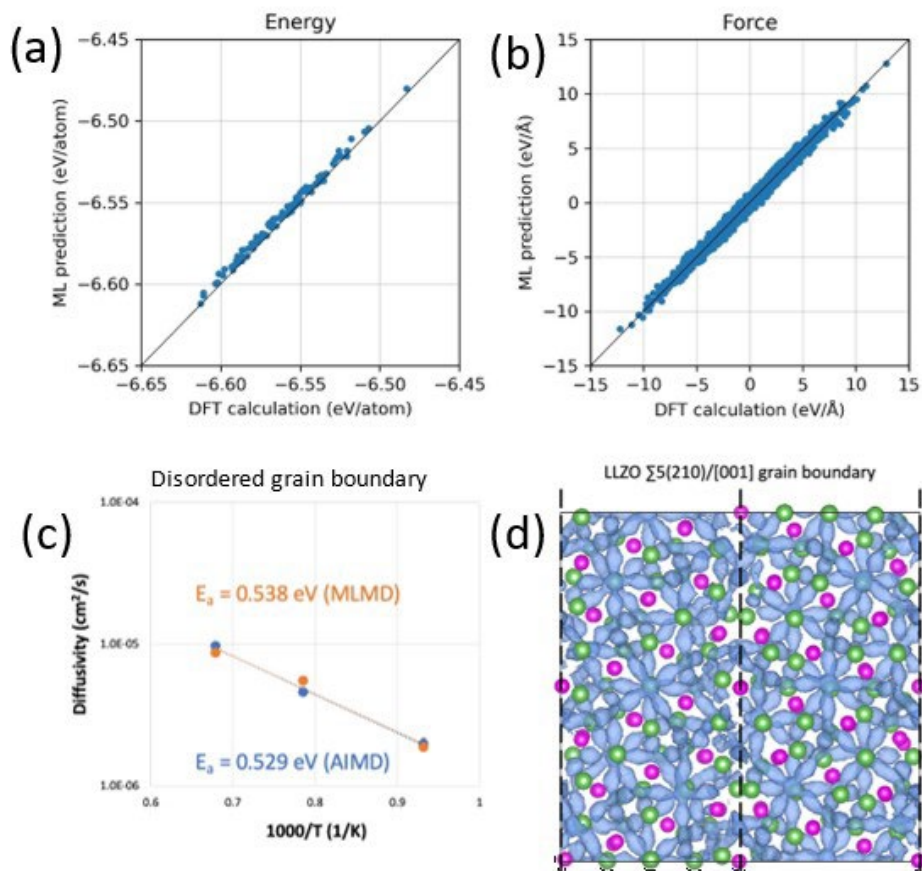 (a)
Energy
ML prediction (eV/atom)
−6.45
−6.50
−6.55
−6.60
−6.65
−6.65 −6.60 −6.55 −6.50 −6.45
DFT calculation (eV/atom)
(b)
Force
ML prediction (eV/Å)
15
10
5
0
−5
−10
−15
−15 −10 −5 0 5 10 15
DFT calculation (eV/Å)
(c)
Disordered grain boundary
Diffusivity (cm²/s)
1.0E-04
1.0E-05
1.0E-06
Eₐ = 0.538 eV (MLMD)
Eₐ = 0.529 eV (AIMD)
0.6 0.7 0.8 0.9 1
1000/T (1/K)
(d)
LLZO ∑5(210)/[001] grain boundary